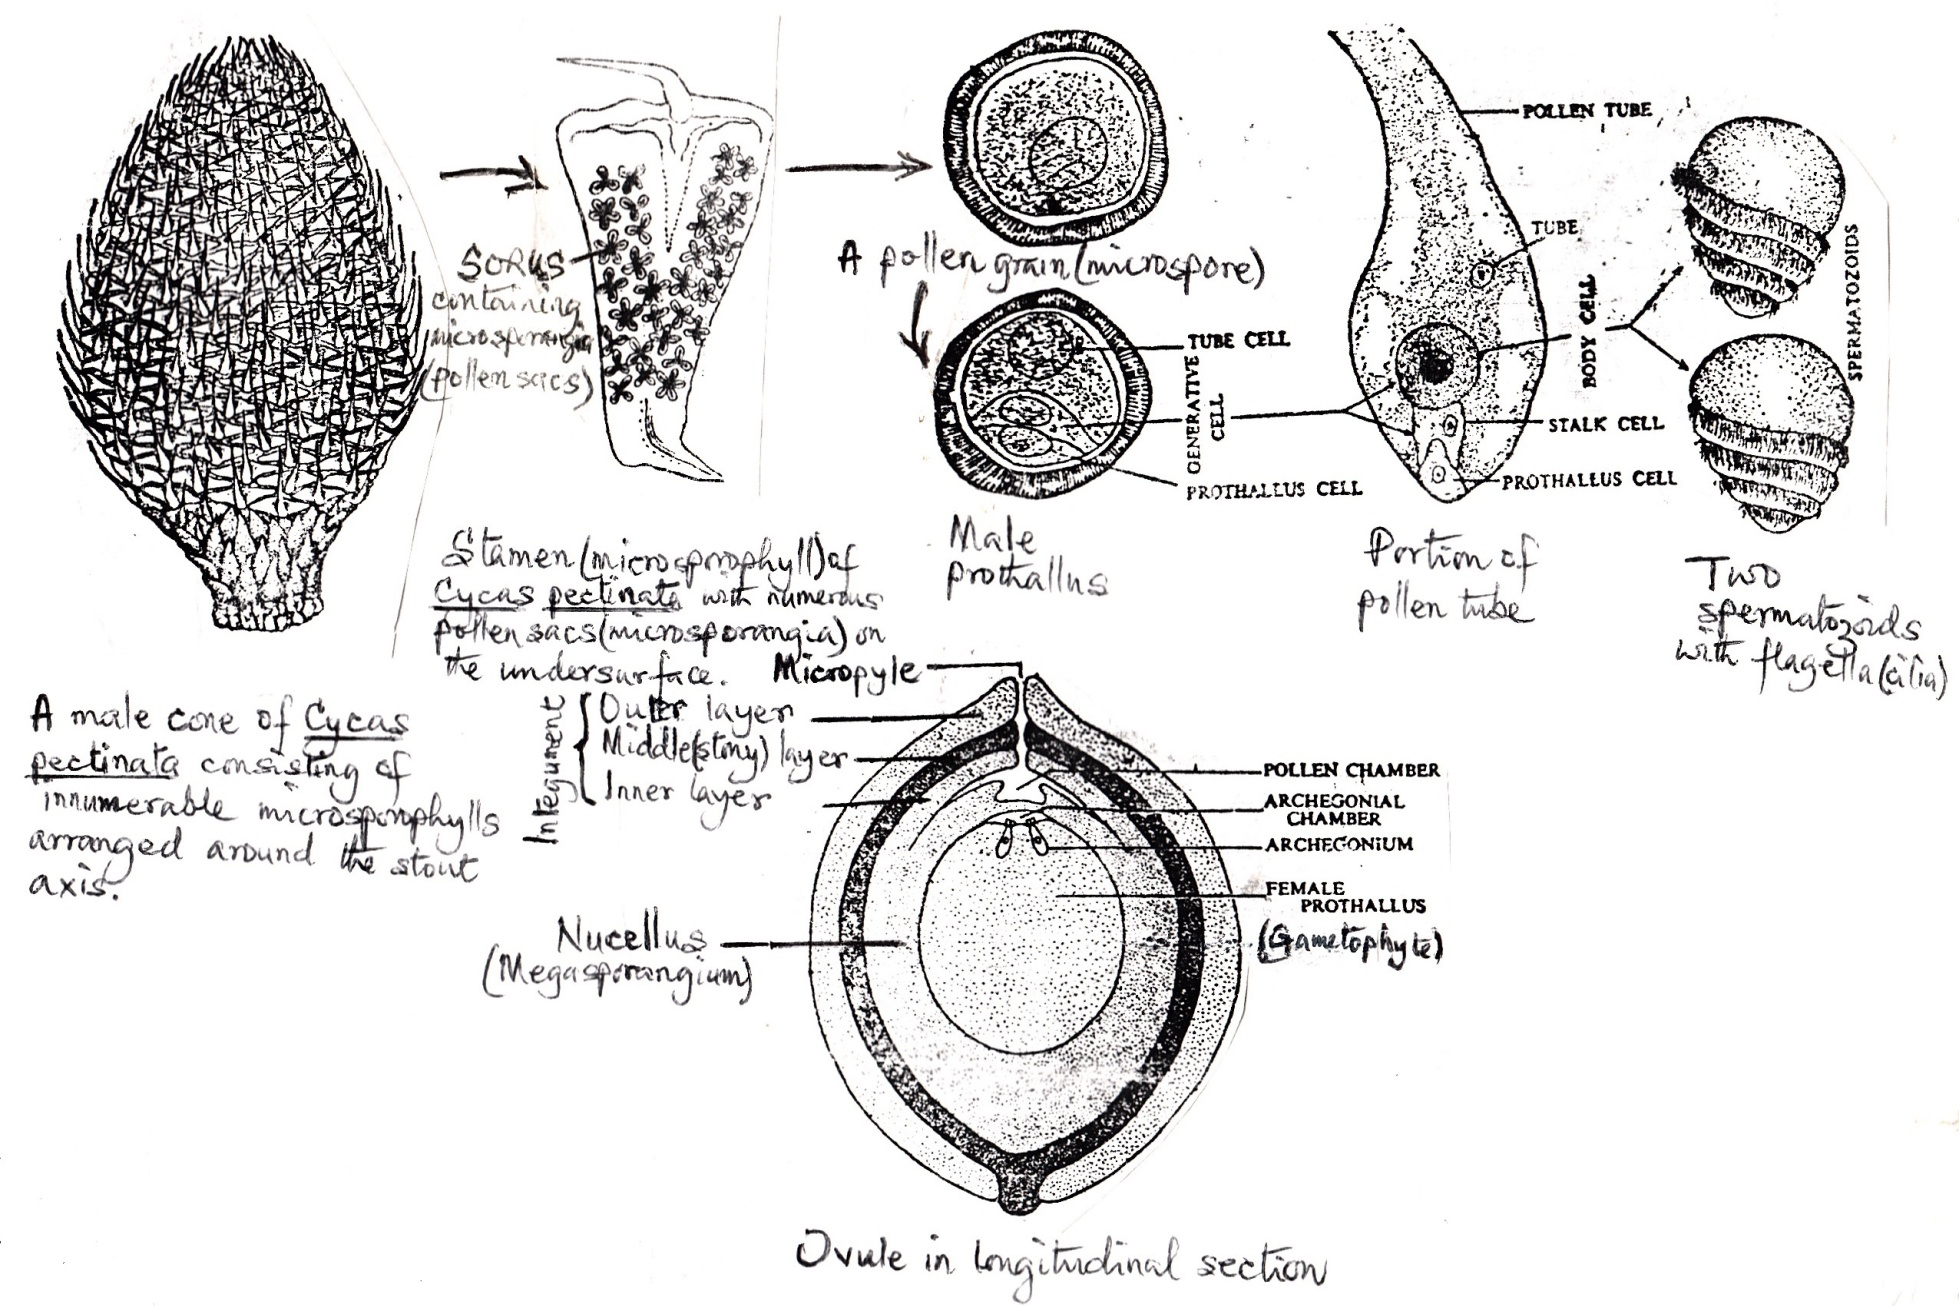 SORUS
containing
microsporangia
(pollen sacs)
A pollen grain (microspore)
TUBE CELL
GENERATIVE
CELL
PROTHALLUS CELL
Male
prothallus
POLLEN TUBE
TUBE
BODY CELL
STALK CELL
PROTHALLUS CELL
Portion of
pollen tube
SPERMATOZOIDS
Two
spermatozoids
with flagella (cilia)
Stamen (microsporophyll) of
Cycas pectinata with numerous
pollen sacs (microsporangia) on
the undersurface.
A male cone of Cycas
pectinata consisting of
innumerable microsporophylls
arranged around the stout
axis.
Micropyle
Integument
Outer layer
Middle (stony) layer
Inner layer
Nucellus
(Megasporangium)
POLLEN CHAMBER
ARCHEGONIAL
CHAMBER
ARCHEGONIUM
FEMALE
PROTHALLUS
(Gametophyte)
Ovule in longitudinal section